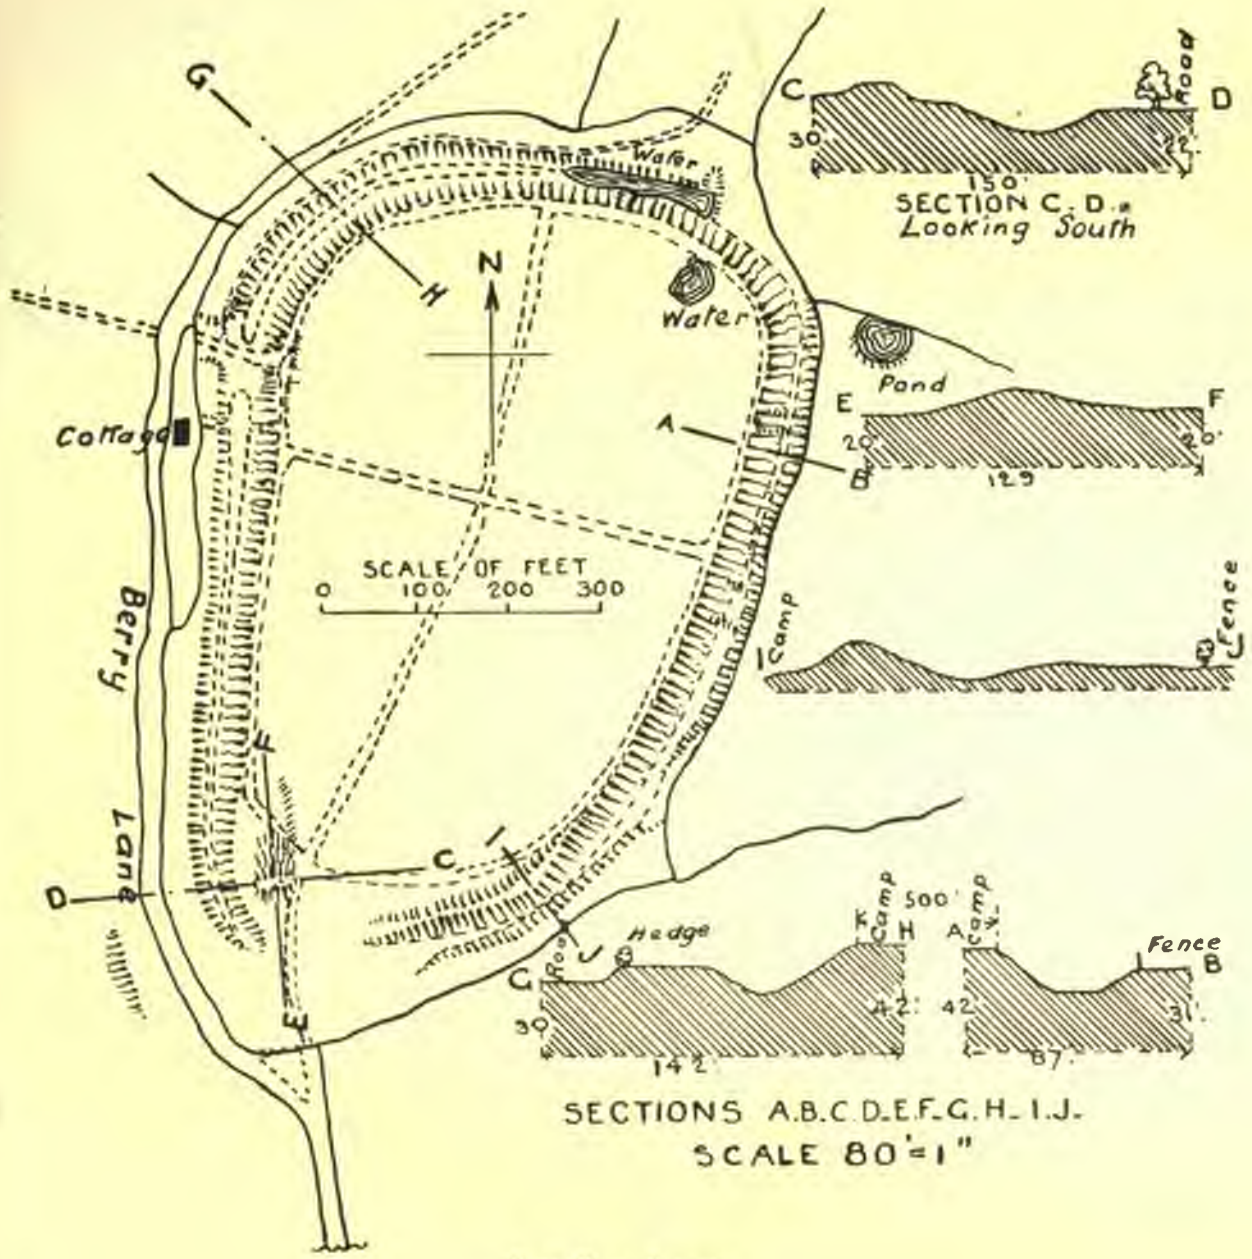 G
Water
H
N
Water
Cottage
A
B
SCALE OF FEET
0 100 200 300
Berry
Lane
F
C
I
D
J
E
C
Road
D
30
22'
150'
SECTION C.D.
Looking South
Pond
E
F
20'
20'
129
I
Camp
Fence
J
500'
Hedge
Camp
H
A
Camp
Fence
G
B
30
42'
42
31'
142'
87'
SECTIONS A.B.C.D-E.F-G.H-I.J-
SCALE 80'=1"